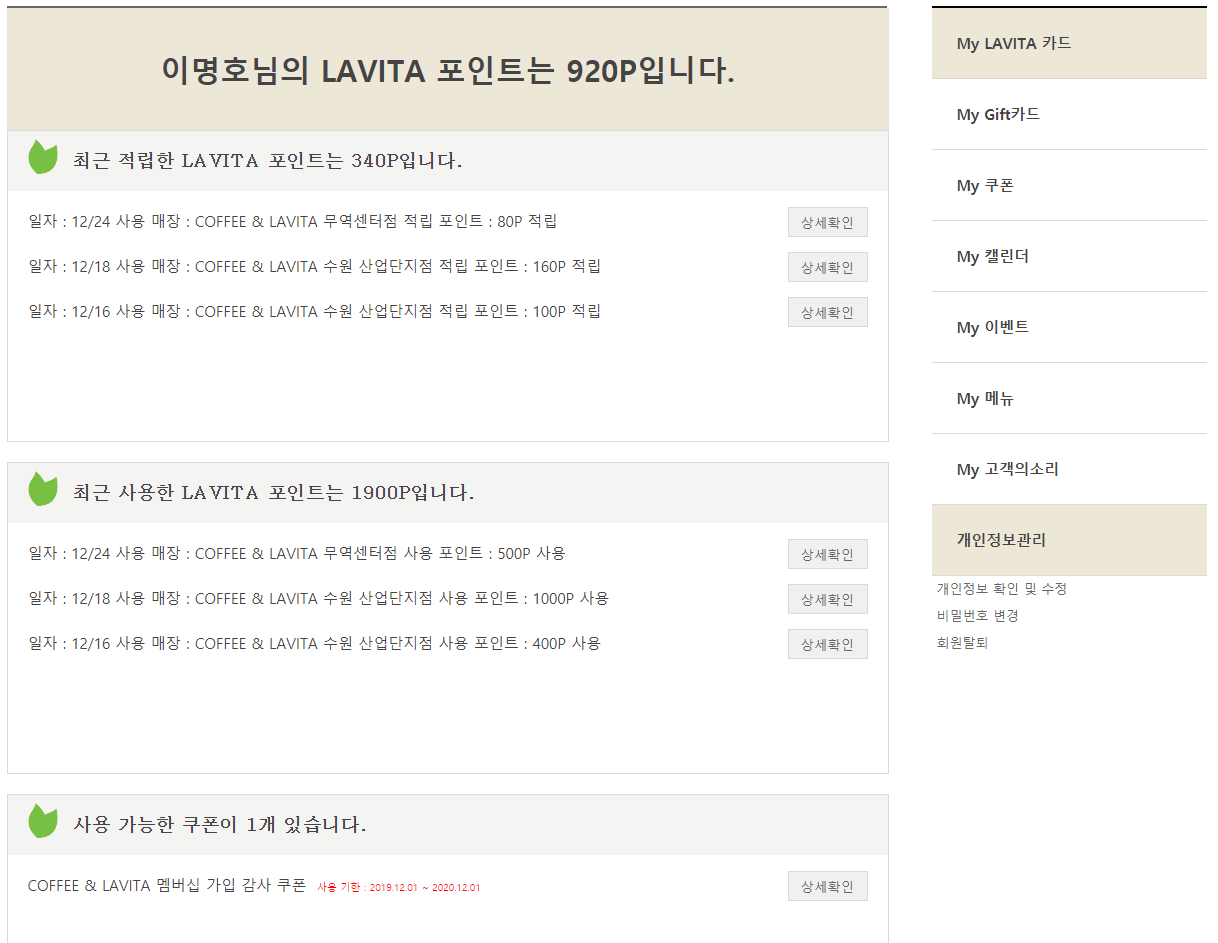 이명호님의 LAVITA 포인트는 920P입니다.
최근 적립한 LAVITA 포인트는 340P입니다.
일자 : 12/24 사용 매장 : COFFEE & LAVITA 무역센터점 적립 포인트 : 80P 적립
상세확인
일자 : 12/18 사용 매장 : COFFEE & LAVITA 수원 산업단지점 적립 포인트 : 160P 적립
상세확인
일자 : 12/16 사용 매장 : COFFEE & LAVITA 수원 산업단지점 적립 포인트 : 100P 적립
상세확인
최근 사용한 LAVITA 포인트는 1900P입니다.
일자 : 12/24 사용 매장 : COFFEE & LAVITA 무역센터점 사용 포인트 : 500P 사용
상세확인
일자 : 12/18 사용 매장 : COFFEE & LAVITA 수원 산업단지점 사용 포인트 : 1000P 사용
상세확인
일자 : 12/16 사용 매장 : COFFEE & LAVITA 수원 산업단지점 사용 포인트 : 400P 사용
상세확인
사용 가능한 쿠폰이 1개 있습니다.
COFFEE & LAVITA 멤버십 가입 감사 쿠폰 사용 기한 : 2019.12.01 ~ 2020.12.01
상세확인
My LAVITA 카드
My Gift카드
My 쿠폰
My 캘린더
My 이벤트
My 메뉴
My 고객의소리
개인정보관리
개인정보 확인 및 수정
비밀번호 변경
회원탈퇴